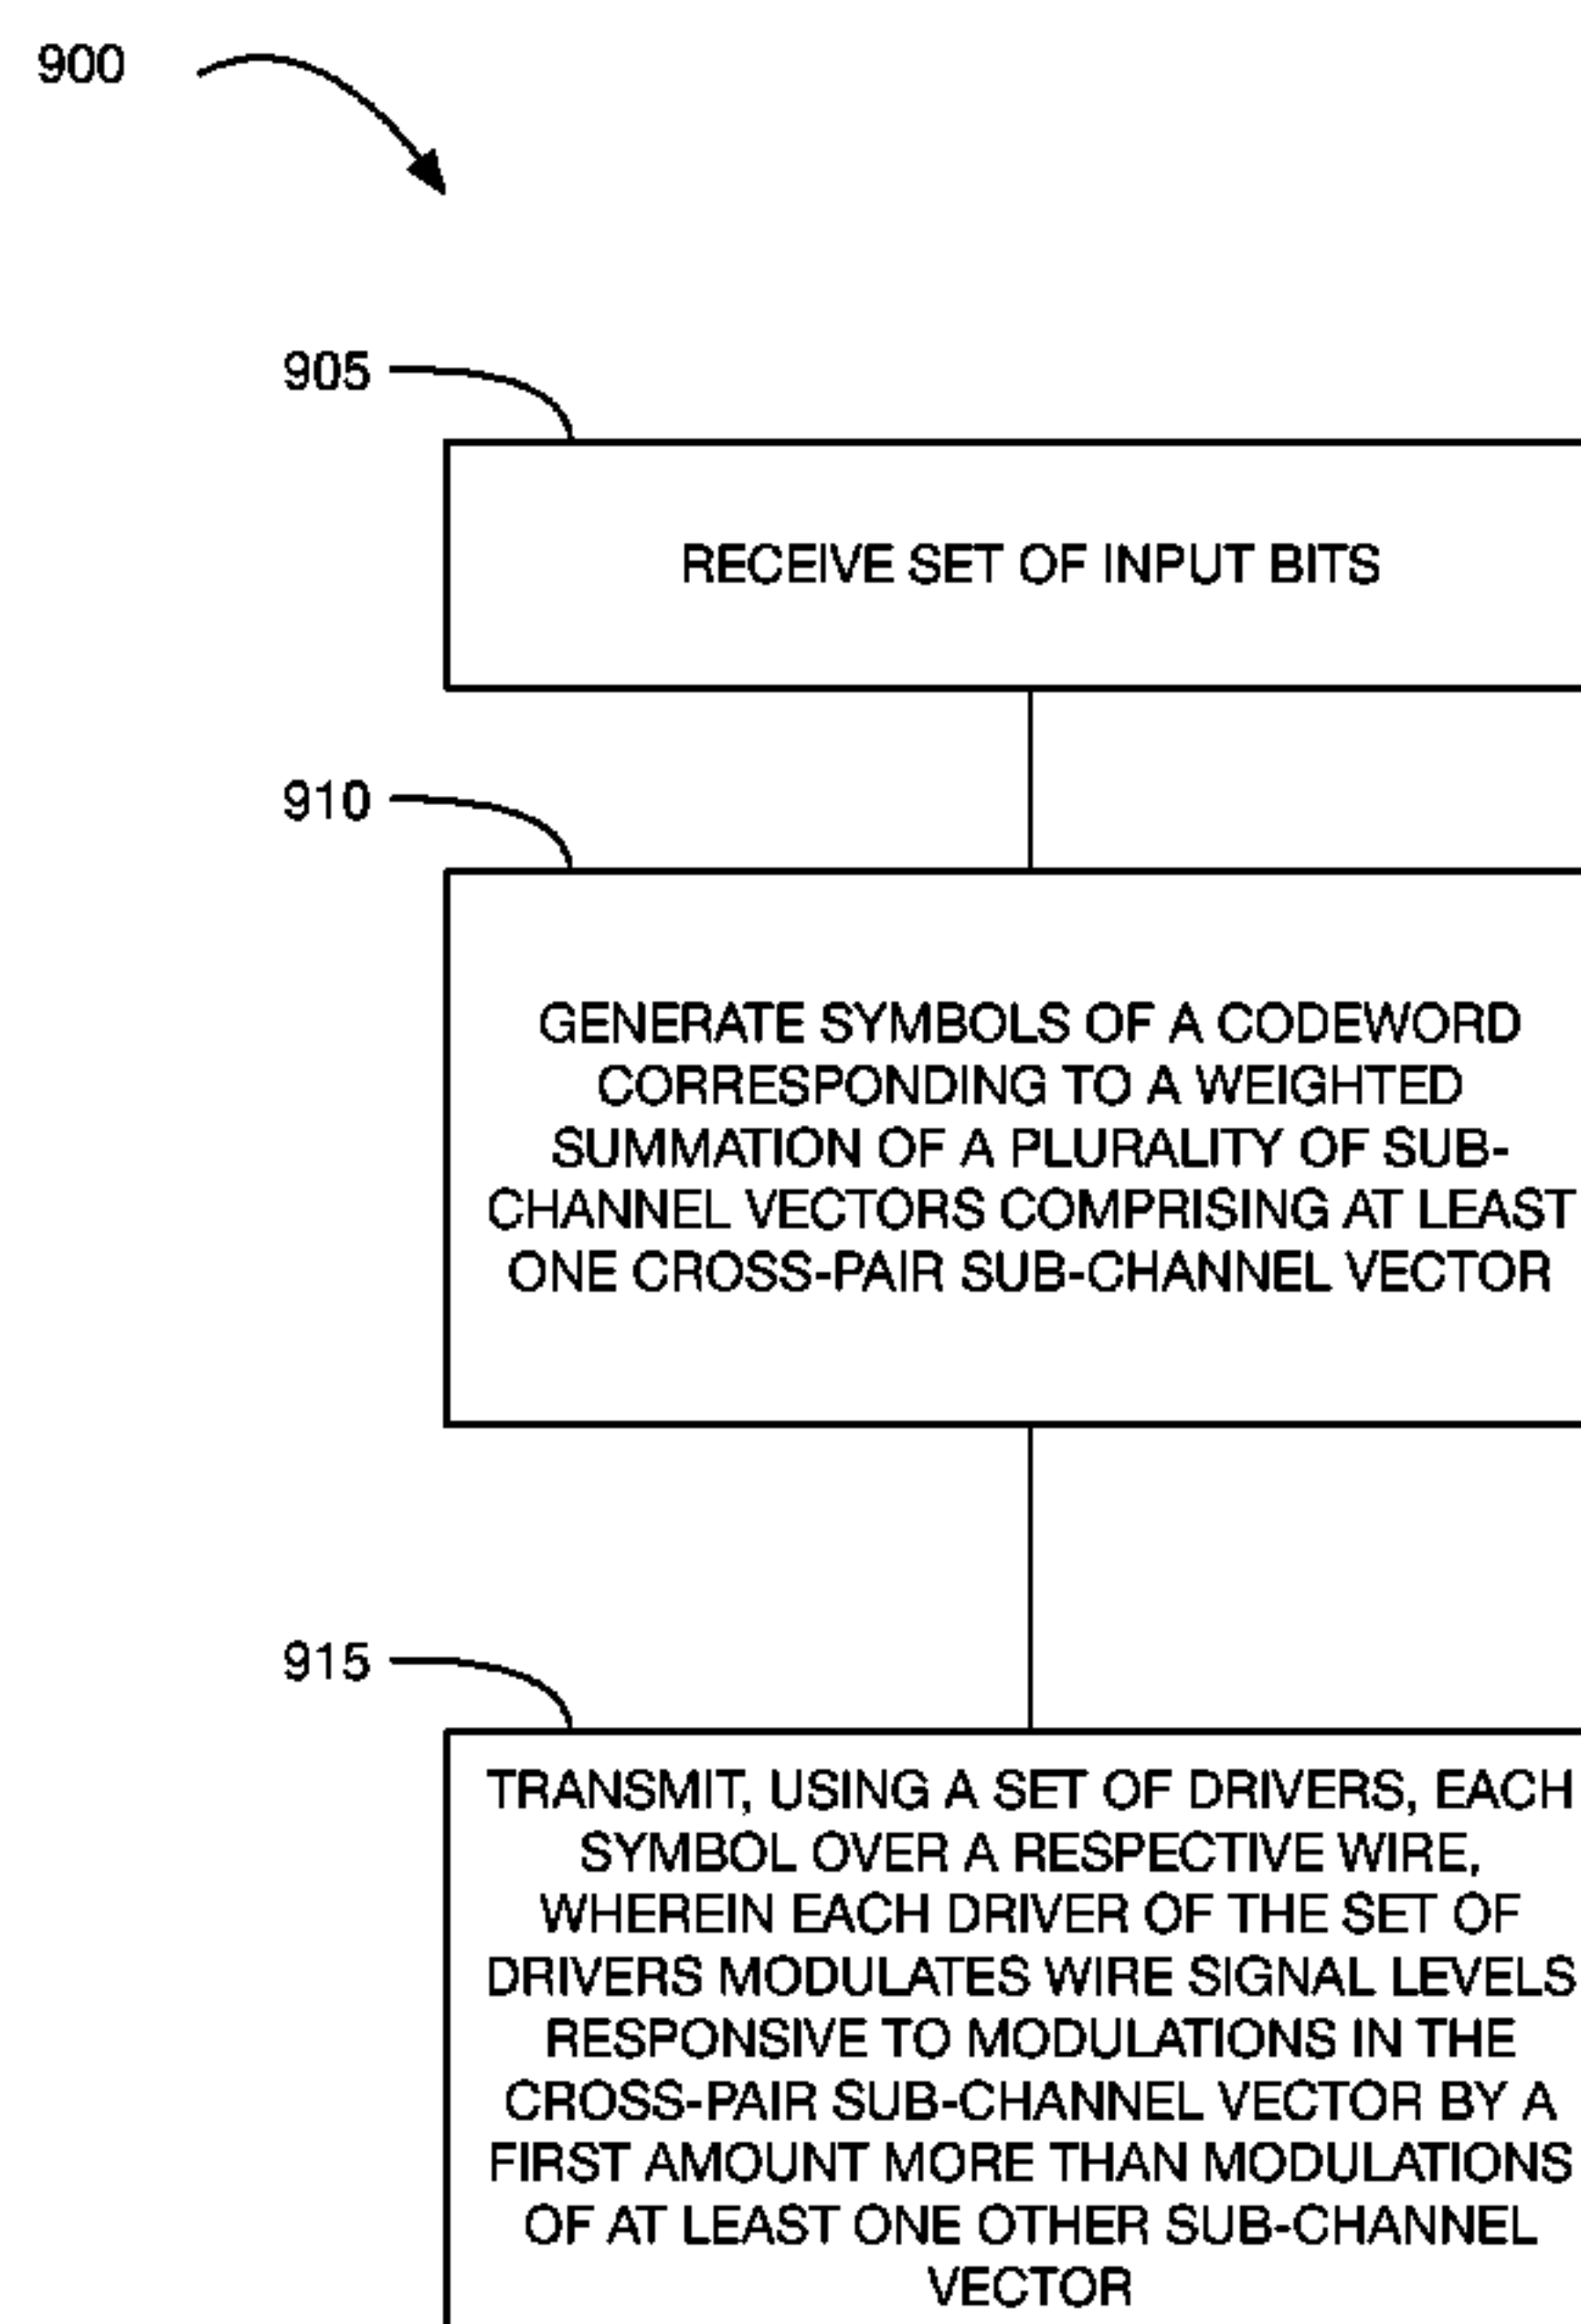 900
905
RECEIVE SET OF INPUT BITS
910
GENERATE SYMBOLS OF A CODEWORD
CORRESPONDING TO A WEIGHTED
SUMMATION OF A PLURALITY OF SUB-
CHANNEL VECTORS COMPRISING AT LEAST
ONE CROSS-PAIR SUB-CHANNEL VECTOR
915
TRANSMIT, USING A SET OF DRIVERS, EACH
SYMBOL OVER A RESPECTIVE WIRE,
WHEREIN EACH DRIVER OF THE SET OF
DRIVERS MODULATES WIRE SIGNAL LEVELS
RESPONSIVE TO MODULATIONS IN THE
CROSS-PAIR SUB-CHANNEL VECTOR BY A
FIRST AMOUNT MORE THAN MODULATIONS
OF AT LEAST ONE OTHER SUB-CHANNEL
VECTOR